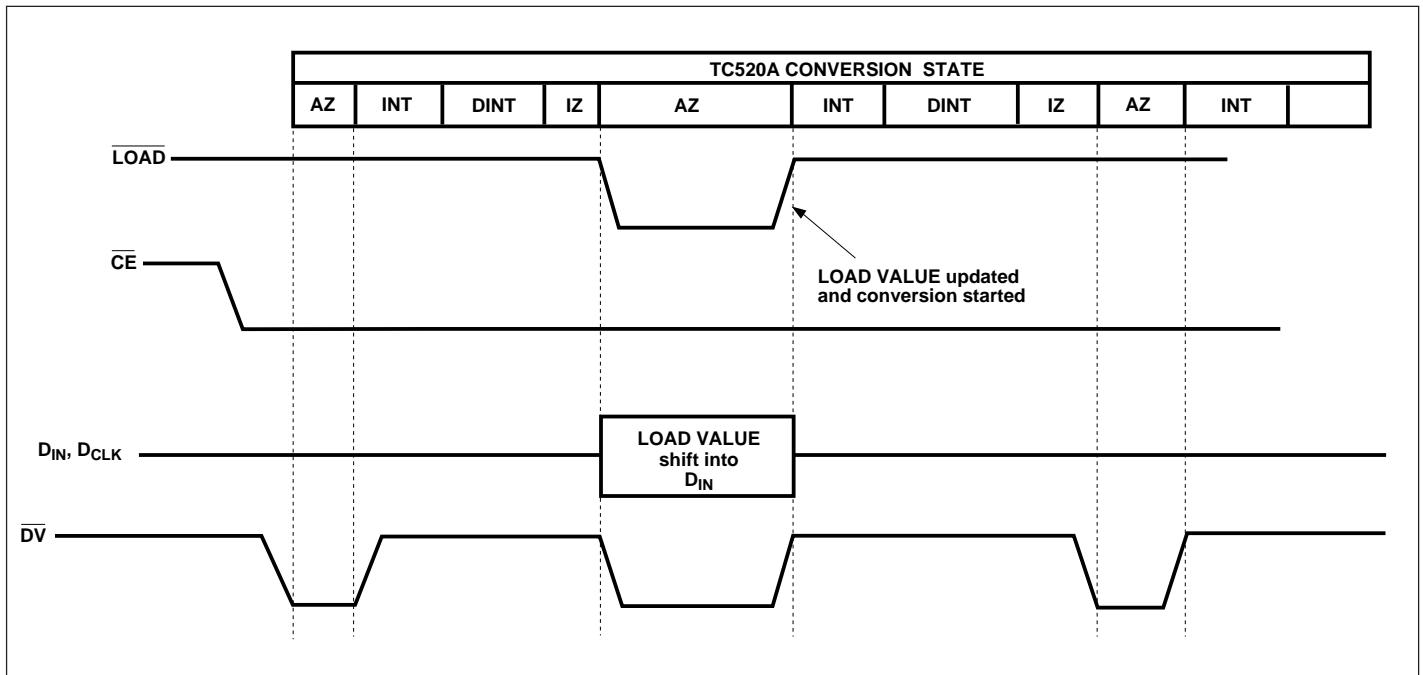 TC520A CONVERSION STATE
AZ INT DINT IZ AZ INT DINT IZ AZ INT
LOAD
CE
LOAD VALUE updated
and conversion started
DIN, DCLK
LOAD VALUE
shift into
DIN
DV